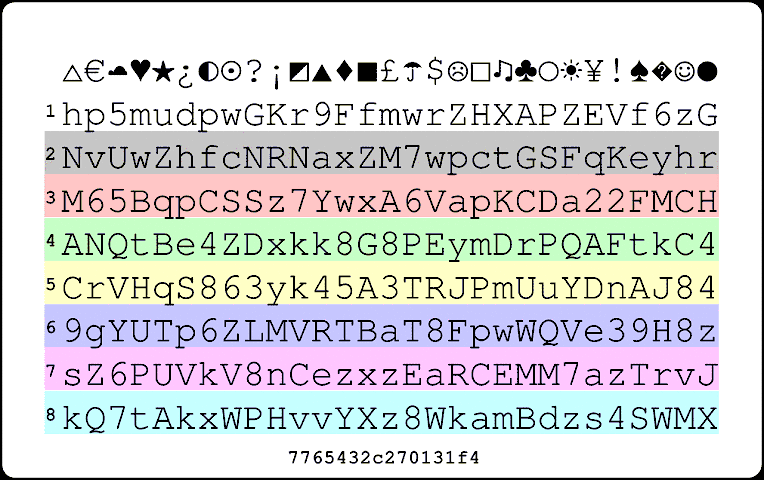 △€☁♥★¿◐⊙?¡◩▲♦■£☂$☹□♫♣○☀¥!♠�☺●
1 hp5mudpwGKr9FfmwrZHXAPZEVf6zG
2 NvUwZhfcNRNaxZM7wpctGSFqKeyhr
3 M65BqpCSSz7YwxA6VapKCDa22FMCH
4 ANQtBe4ZDxkk8G8PEymDrPQAFtkC4
5 CrVHqS863yk45A3TRJPmUuYDnAJ84
6 9gYUTp6ZLMVRTBaT8FpwWQVe39H8z
7 sZ6PUVkV8nCezxzEaRCEMM7azTrvJ
8 kQ7tAkxWPHvvYXz8WkamBdzs4SWMX
7765432c270131f4